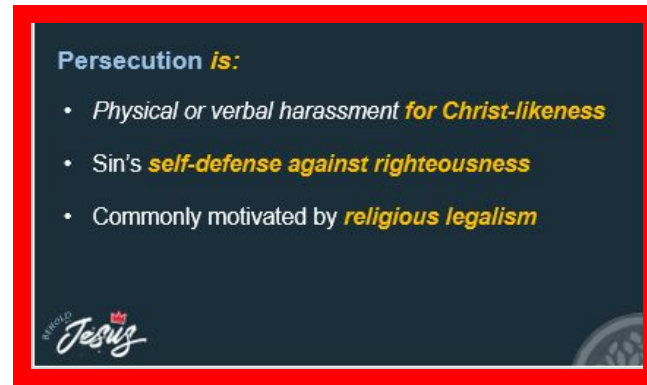 Persecution is:
• Physical or verbal harassment for Christ-likeness
• Sin's self-defense against righteousness
• Commonly motivated by religious legalism
BEHOLD
Jesus